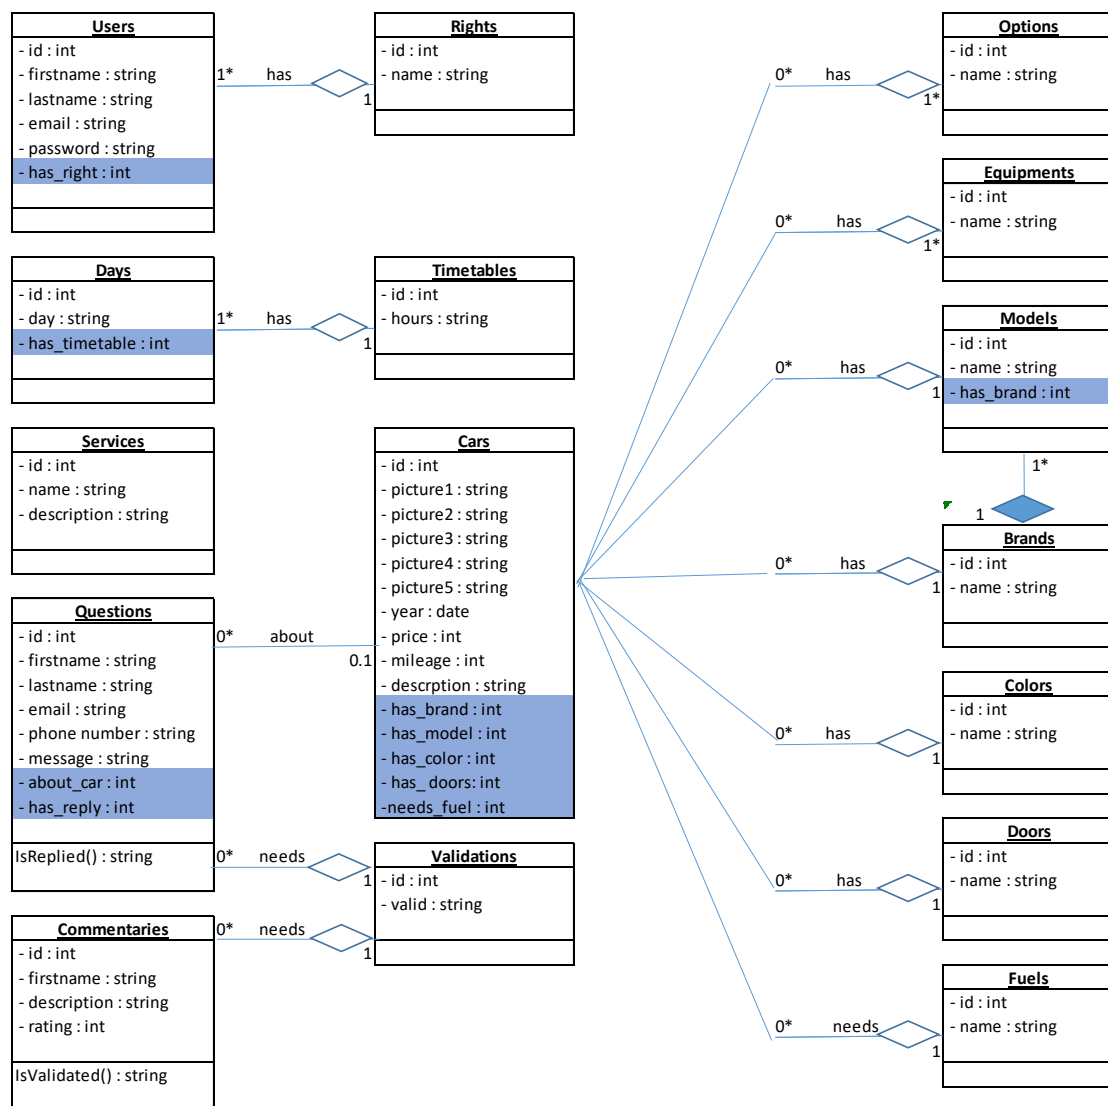 Users
- id : int
- firstname : string
- lastname : string
- email : string
- password : string
- has_right : int
1* has
1
Rights
- id : int
- name : string
Days
- id : int
- day : string
- has_timetable : int
1* has
1
Timetables
- id : int
- hours : string
Services
- id : int
- name : string
- description : string
Questions
- id : int
- firstname : string
- lastname : string
- email : string
- phone number : string
- message : string
- about_car : int
- has_reply : int
IsReplied() : string
0* about
0.1
0* needs
1
Commentaries
- id : int
- firstname : string
- description : string
- rating : int
IsValidated() : string
0* needs
1
Cars
- id : int
- picture1 : string
- picture2 : string
- picture3 : string
- picture4 : string
- picture5 : string
- year : date
- price : int
- mileage : int
- descrption : string
- has_brand : int
- has_model : int
- has_color : int
- has_ doors: int
-needs_fuel : int
Validations
- id : int
- valid : string
0* has
1*
Options
- id : int
- name : string
0* has
1*
Equipments
- id : int
- name : string
0* has
1
Models
- id : int
- name : string
- has_brand : int
1*
1
0* has
1
Brands
- id : int
- name : string
0* has
1
Colors
- id : int
- name : string
0* has
1
Doors
- id : int
- name : string
0* needs
1
Fuels
- id : int
- name : string